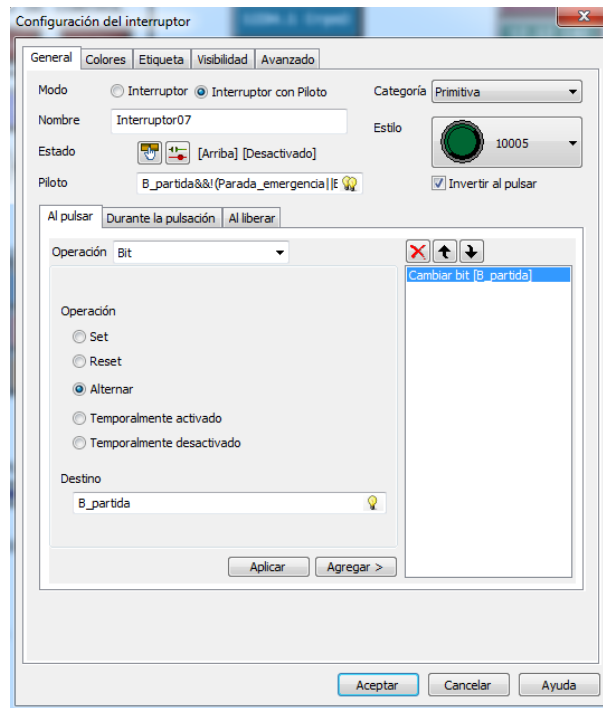 Configuración del interruptor
General Colores Etiqueta Visibilidad Avanzado
Modo Interruptor Interruptor con Piloto Categoría Primitiva
Nombre Interruptor07
Estilo 10005
Estado [Arriba] [Desactivado]
Piloto B_partida&&!(Parada_emergencia||E Invertir al pulsar
Al pulsar Durante la pulsación Al liberar
Operación Bit
Cambiar bit [B_partida]
Operación
Set
Reset
Alternar
Temporalmente activado
Temporalmente desactivado
Destino
B_partida
Aplicar Agregar >
Aceptar Cancelar Ayuda